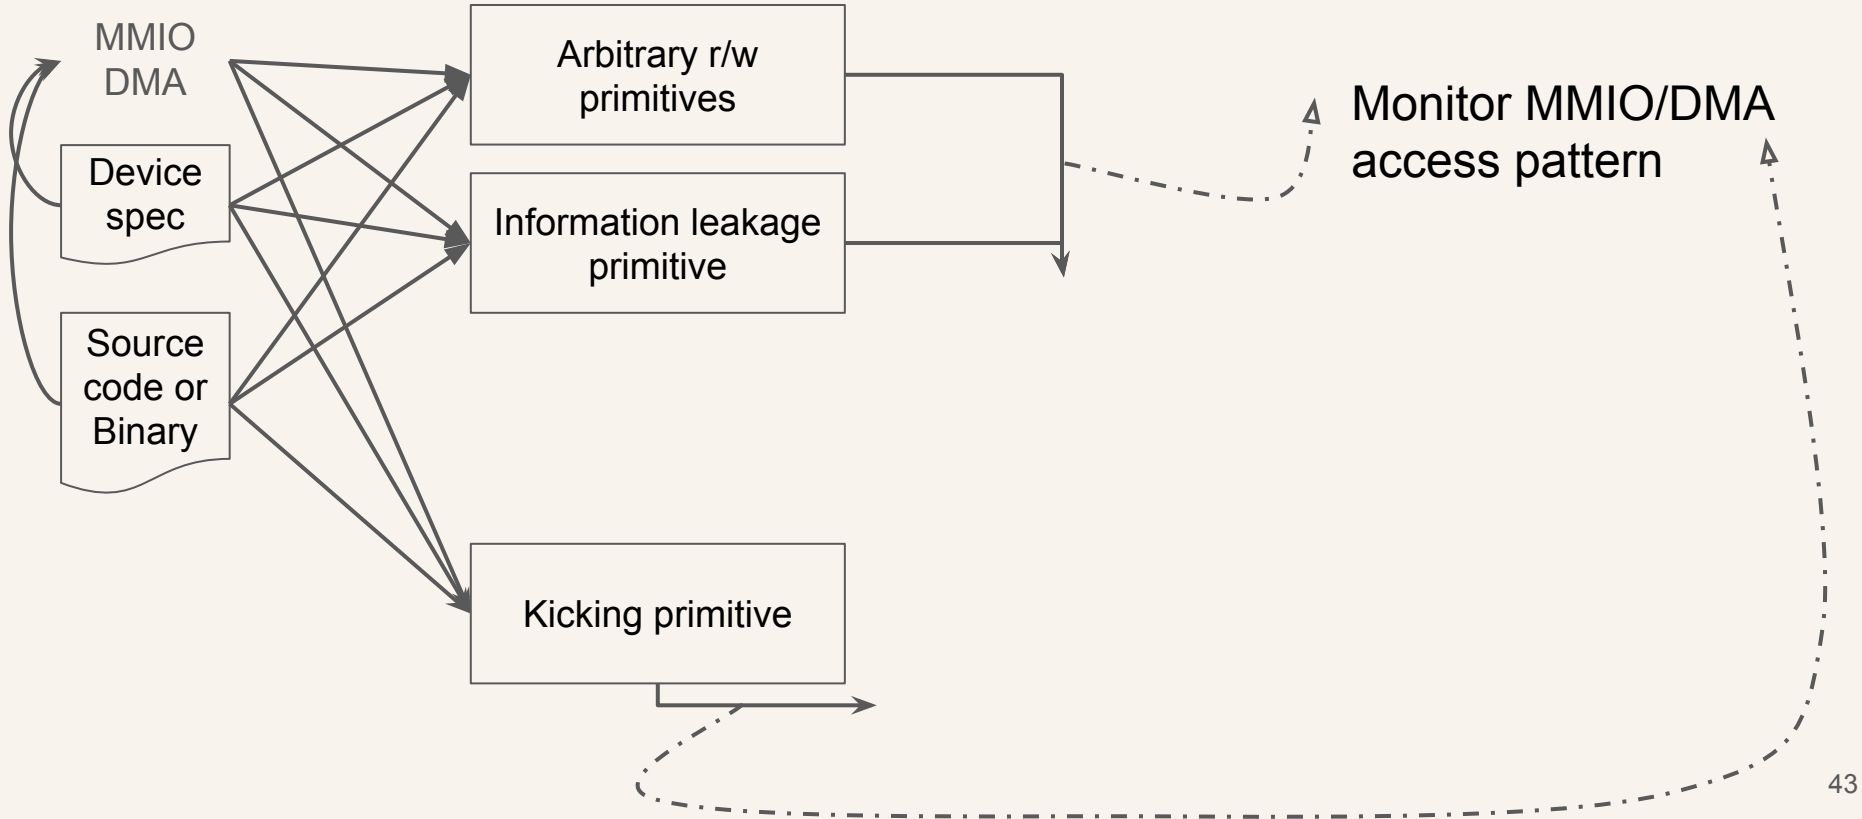 MMIO
DMA
Device
spec
Source
code or
Binary
Arbitrary r/w
primitives
Information leakage
primitive
Kicking primitive
Monitor MMIO/DMA
access pattern
43